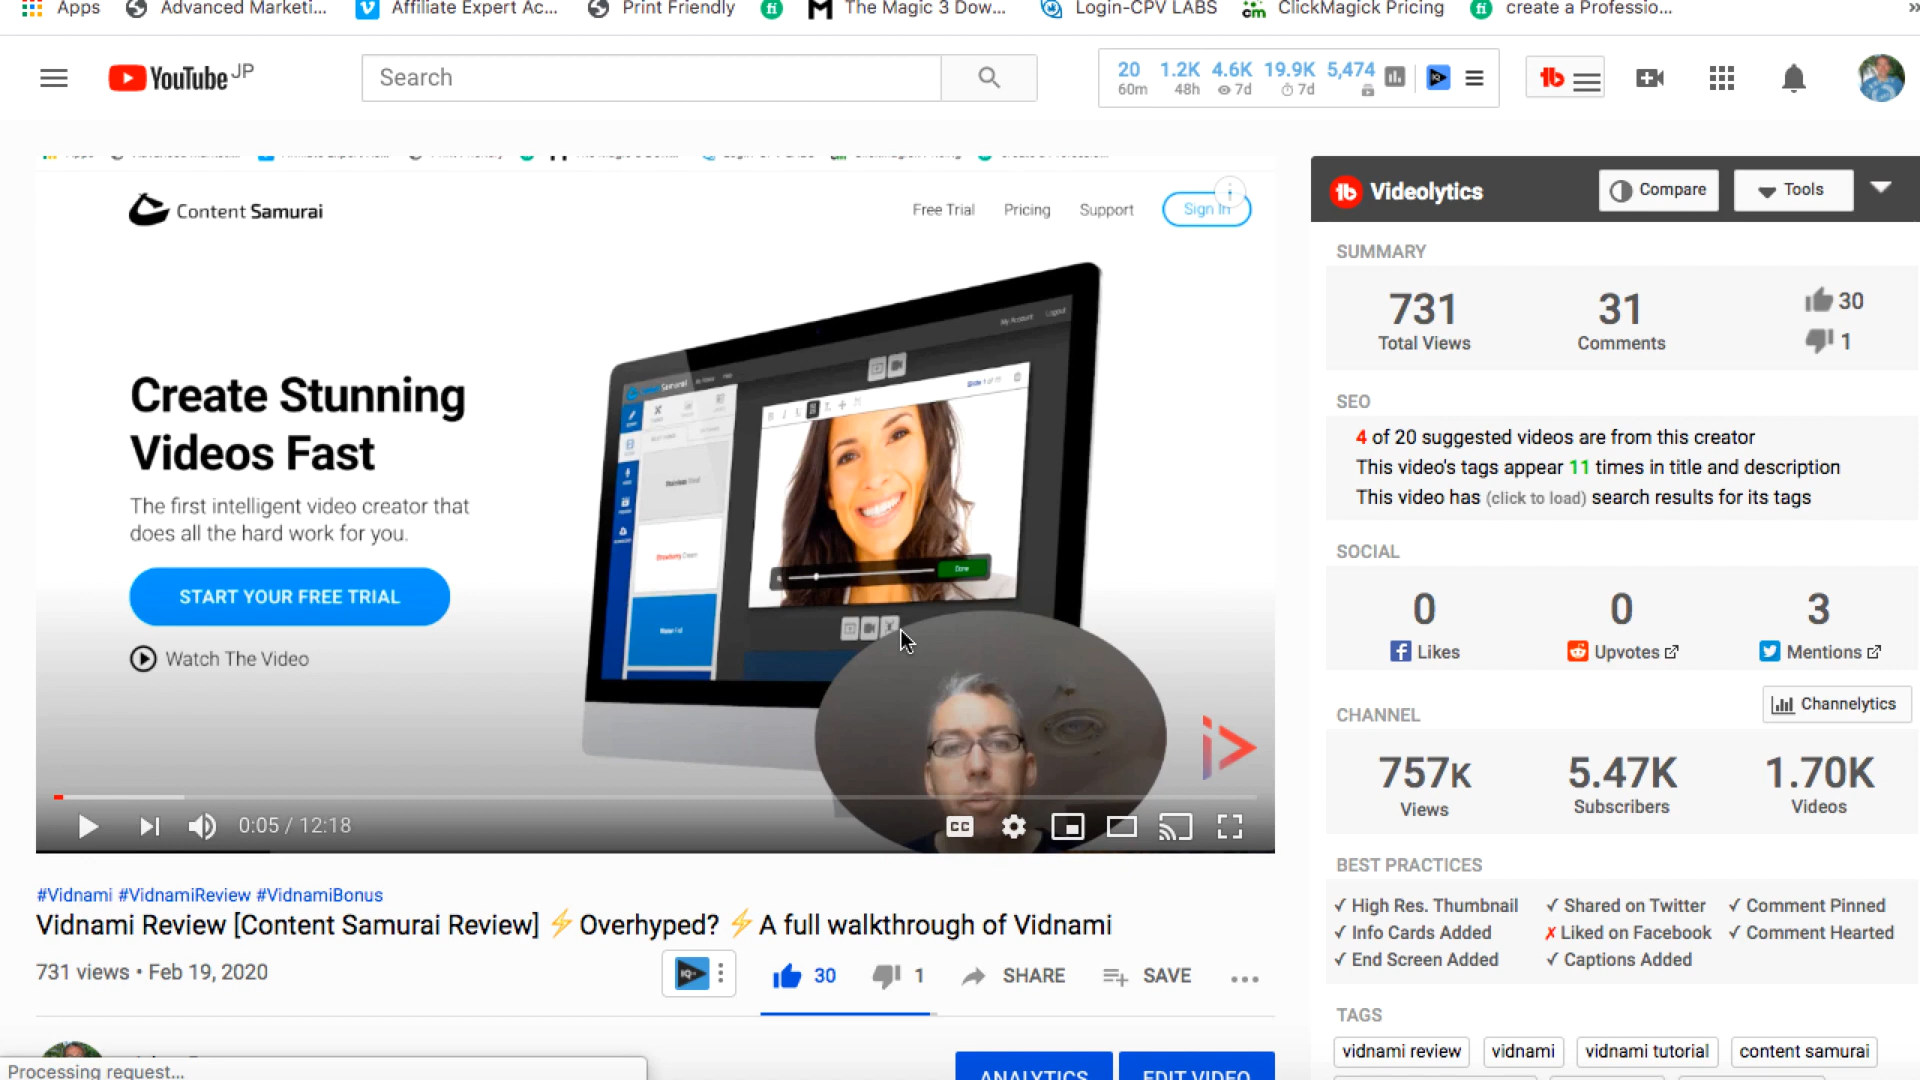 Apps
Advanced Marketi...
Affiliate Expert Ac...
Print Friendly
The Magic 3 Dow...
Login-CPV LABS
ClickMagick Pricing
create a Professio...
YouTube JP
Search
20 1.2K 4.6K 19.9K 5,474
60m 48h 7d 7d
Content Samurai
Free Trial
Pricing
Support
Sign In
Create Stunning
Videos Fast
The first intelligent video creator that
does all the hard work for you.
START YOUR FREE TRIAL
Watch The Video
My Account Logout
Done
0:05 / 12:18
CC
#Vidnami #VidnamiReview #VidnamiBonus
Vidnami Review [Content Samurai Review] ⚡Overhyped? ⚡A full walkthrough of Vidnami
731 views • Feb 19, 2020
IQ
30
1
SHARE
SAVE
ANALYTICS
EDIT VIDEO
Processing request...
Videolytics
Compare
Tools
SUMMARY
731
Total Views
31
Comments
30
1
SEO
4 of 20 suggested videos are from this creator
This video's tags appear 11 times in title and description
This video has (click to load) search results for its tags
SOCIAL
0
Likes
0
Upvotes
3
Mentions
CHANNEL
Channelytics
757K
Views
5.47K
Subscribers
1.70K
Videos
BEST PRACTICES
✓ High Res. Thumbnail ✓ Shared on Twitter ✓ Comment Pinned
✓ Info Cards Added ✗ Liked on Facebook ✓ Comment Hearted
✓ End Screen Added ✓ Captions Added
TAGS
vidnami review
vidnami
vidnami tutorial
content samurai